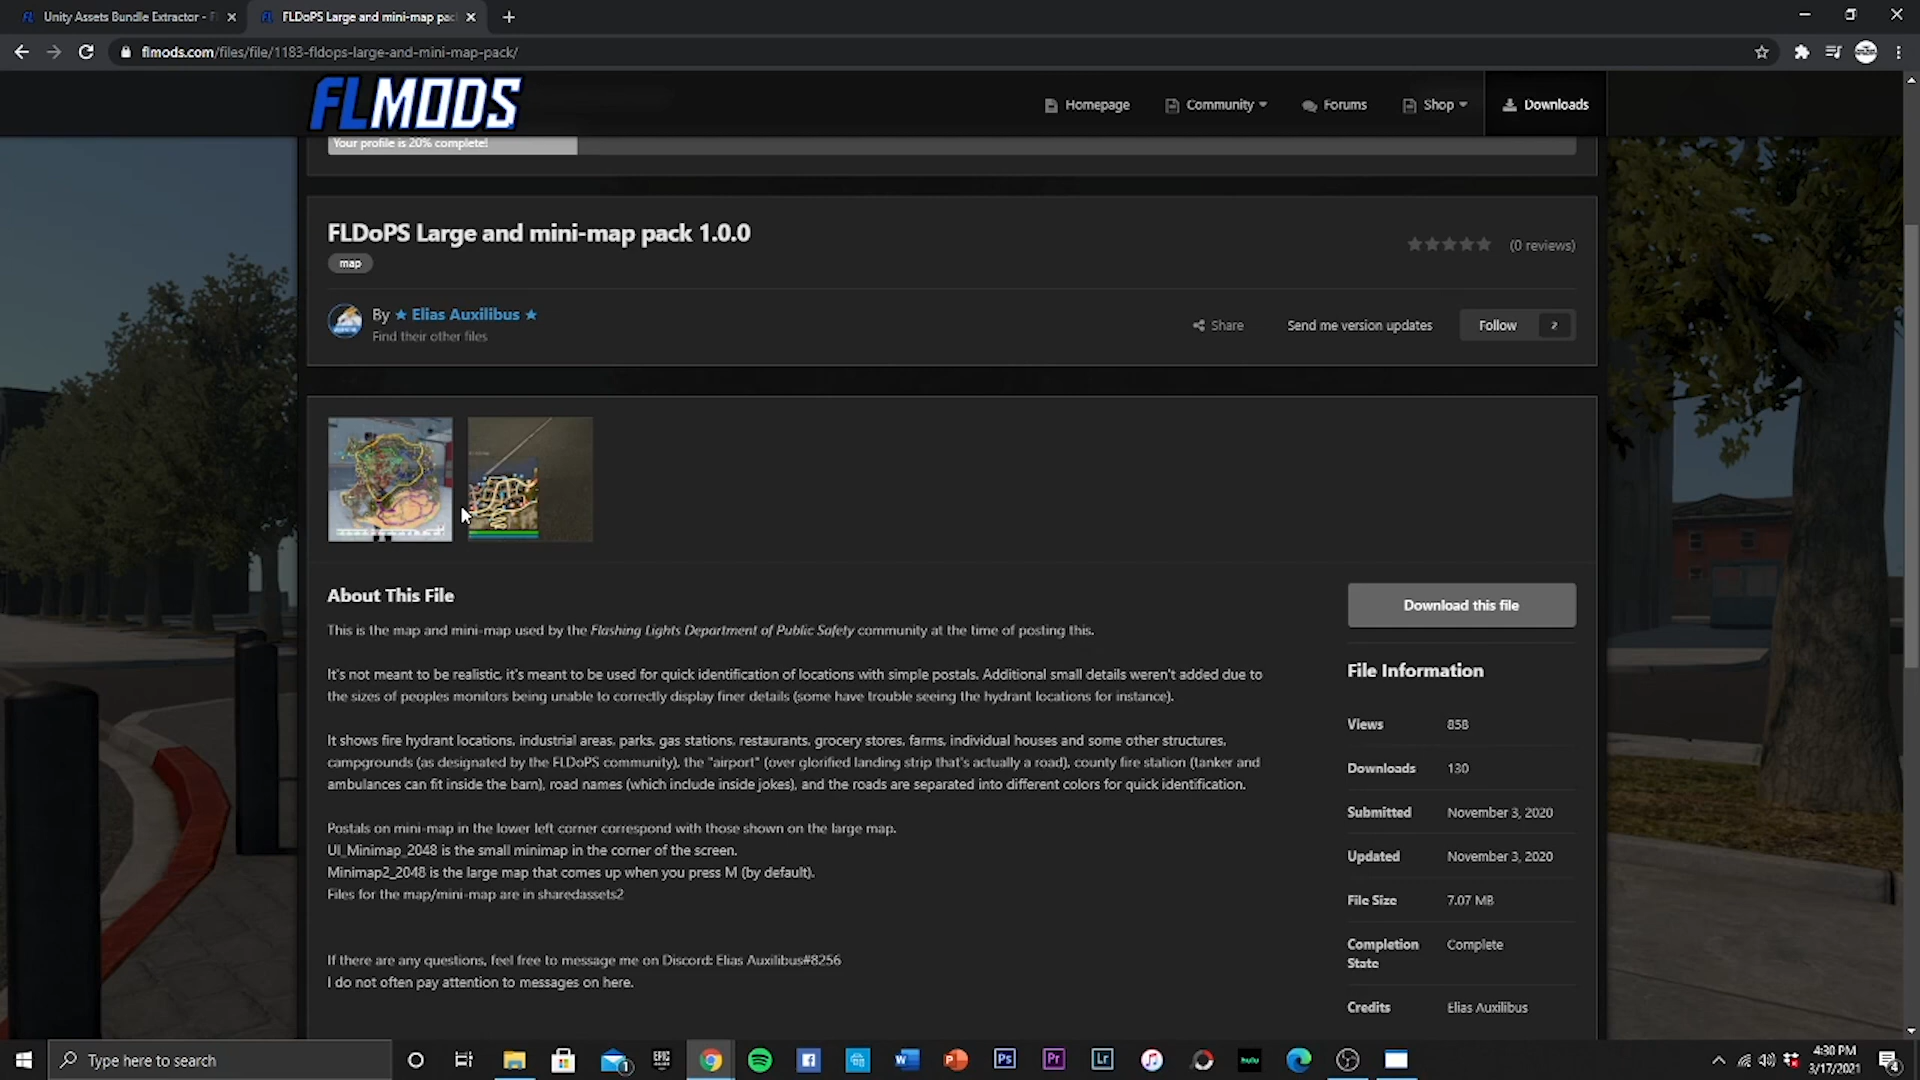 Unity Assets Bundle Extractor - F
FLDoPS Large and mini-map pac
flmods.com/files/file/1183-fldops-large-and-mini-map-pack/
FLMODS
Homepage
Community
Forums
Shop
Downloads
Your profile is 20% complete!
FLDoPS Large and mini-map pack 1.0.0
(0 reviews)
map
By ★ Elias Auxilibus ★
Find their other files
Share
Send me version updates
Follow 2
About This File
This is the map and mini-map used by the Flashing Lights Department of Public Safety community at the time of posting this.
It's not meant to be realistic, it's meant to be used for quick identification of locations with simple postals. Additional small details weren't added due to
the sizes of peoples monitors being unable to correctly display finer details (some have trouble seeing the hydrant locations for instance).
It shows fire hydrant locations, industrial areas, parks, gas stations, restaurants, grocery stores, farms, individual houses and some other structures,
campgrounds (as designated by the FLDoPS community), the "airport" (over glorified landing strip that's actually a road), county fire station (tanker and
ambulances can fit inside the barn), road names (which include inside jokes), and the roads are separated into different colors for quick identification.
Postals on mini-map in the lower left corner correspond with those shown on the large map.
UI_Minimap_2048 is the small minimap in the corner of the screen.
Minimap2_2048 is the large map that comes up when you press M (by default).
Files for the map/mini-map are in sharedassets2
If there are any questions, feel free to message me on Discord: Elias Auxilibus#8256
I do not often pay attention to messages on here.
Download this file
File Information
Views 858
Downloads 130
Submitted November 3, 2020
Updated November 3, 2020
File Size 7.07 MB
Completion State Complete
Credits Elias Auxilibus
Type here to search
1
EPIC
GAMES
Ps
Pr
Lr
hulu
4:30 PM
3/17/2021
4